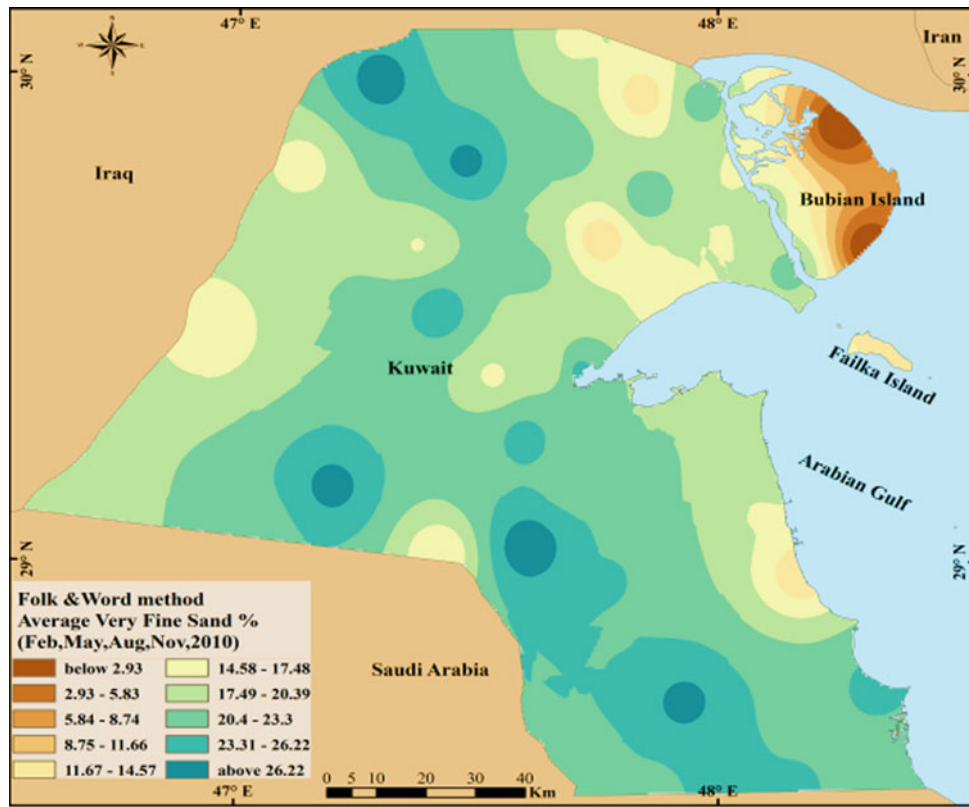 47° E 48° E
Iran
30° N 30° N
Iraq
Bubian Island
Kuwait
Failka Island
Arabian Gulf
29° N 29° N
Saudi Arabia
Folk &Word method
Average Very Fine Sand %
(Feb,May,Aug,Nov,2010)
below 2.93 14.58 - 17.48
2.93 - 5.83 17.49 - 20.39
5.84 - 8.74 20.4 - 23.3
8.75 - 11.66 23.31 - 26.22
11.67 - 14.57 above 26.22
0 5 10 20 30 40
Km
47° E 48° E